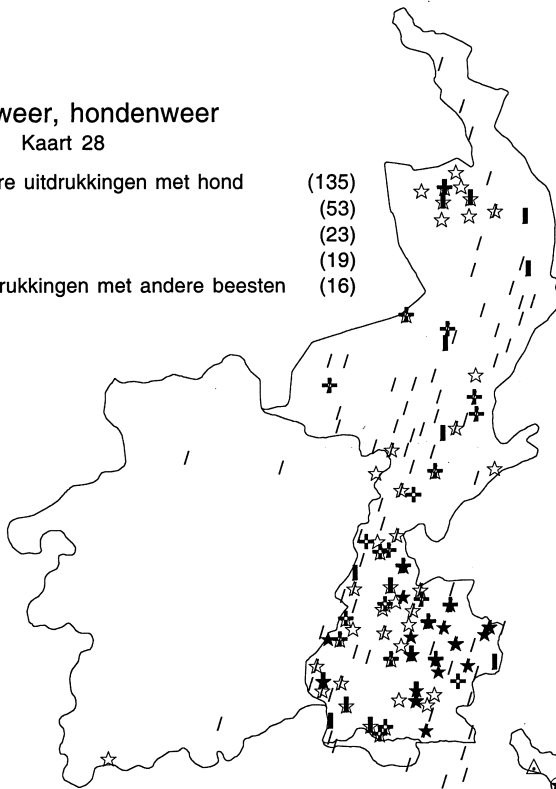 weer, hondenweer
Kaart 28
re uitdrukkingen met hond (135)
(53)
(23)
(19)
rukkingen met andere beesten (16)